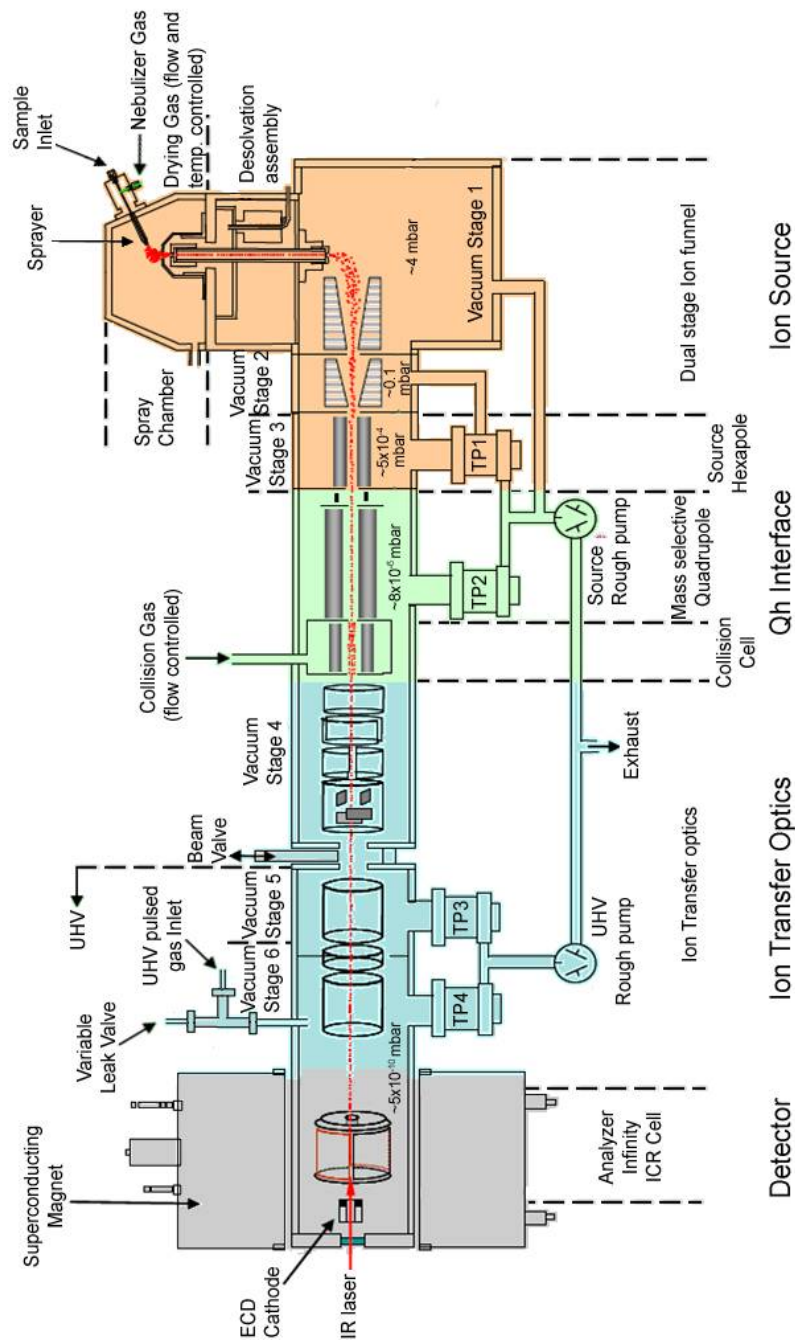 Sample
Inlet
Nebulizer Gas
Sprayer
Drying Gas (flow and
temp. controlled)
Desolvation
assembly
Spray
Chamber
Vacuum Stage 1
~4 mbar
Vacuum
Stage 2
~0.1
mbar
Vacuum
Stage 3
~5x10-4
mbar
TP1
Dual stage Ion funnel
Source
Hexapole
Ion Source
~8x10-5 mbar
TP2
Source
Rough pump
Mass selective
Quadrupole
Collision Gas
(flow controlled)
Collision
Cell
Qh Interface
Vacuum
Stage 4
Exhaust
Beam
Valve
UHV
Vacuum
Stage 5
UHV pulsed
gas Inlet
Vacuum
Stage 6
Variable
Leak Valve
TP3
TP4
UHV
Rough pump
Ion Transfer optics
Ion Transfer Optics
~5x10-10 mbar
Superconducting
Magnet
ECD
Cathode
IR laser
Analyzer
Infinity
ICR Cell
Detector